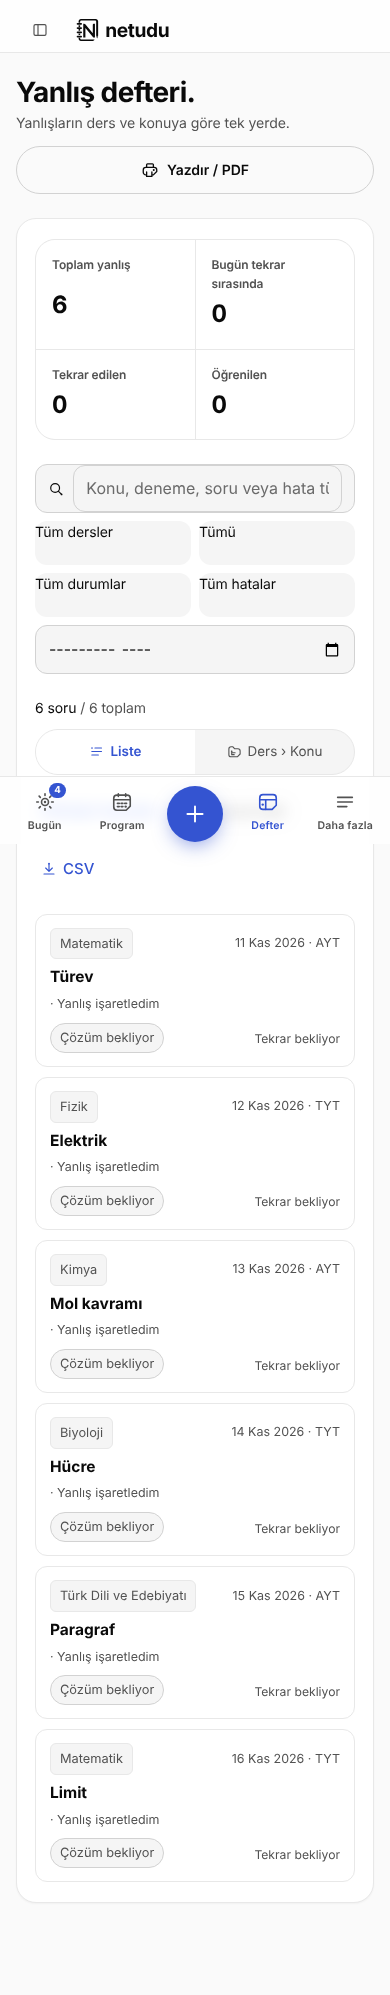 netudu
Yanlış defteri.
Yanlışların ders ve konuya göre tek yerde.
Yazdır / PDF
Toplam yanlış
6
Bugün tekrar
sırasında
0
Tekrar edilen
0
Öğrenilen
0
Konu, deneme, soru veya hata tü
Tüm dersler
Tümü
Tüm durumlar
Tüm hatalar
--------- ----
6 soru / 6 toplam
Liste
Ders › Konu
4
Bugün
Program
Defter
Daha fazla
CSV
Matematik
11 Kas 2026 · AYT
Türev
· Yanlış işaretledim
Çözüm bekliyor
Tekrar bekliyor
Fizik
12 Kas 2026 · TYT
Elektrik
· Yanlış işaretledim
Çözüm bekliyor
Tekrar bekliyor
Kimya
13 Kas 2026 · AYT
Mol kavramı
· Yanlış işaretledim
Çözüm bekliyor
Tekrar bekliyor
Biyoloji
14 Kas 2026 · TYT
Hücre
· Yanlış işaretledim
Çözüm bekliyor
Tekrar bekliyor
Türk Dili ve Edebiyatı
15 Kas 2026 · AYT
Paragraf
· Yanlış işaretledim
Çözüm bekliyor
Tekrar bekliyor
Matematik
16 Kas 2026 · TYT
Limit
· Yanlış işaretledim
Çözüm bekliyor
Tekrar bekliyor